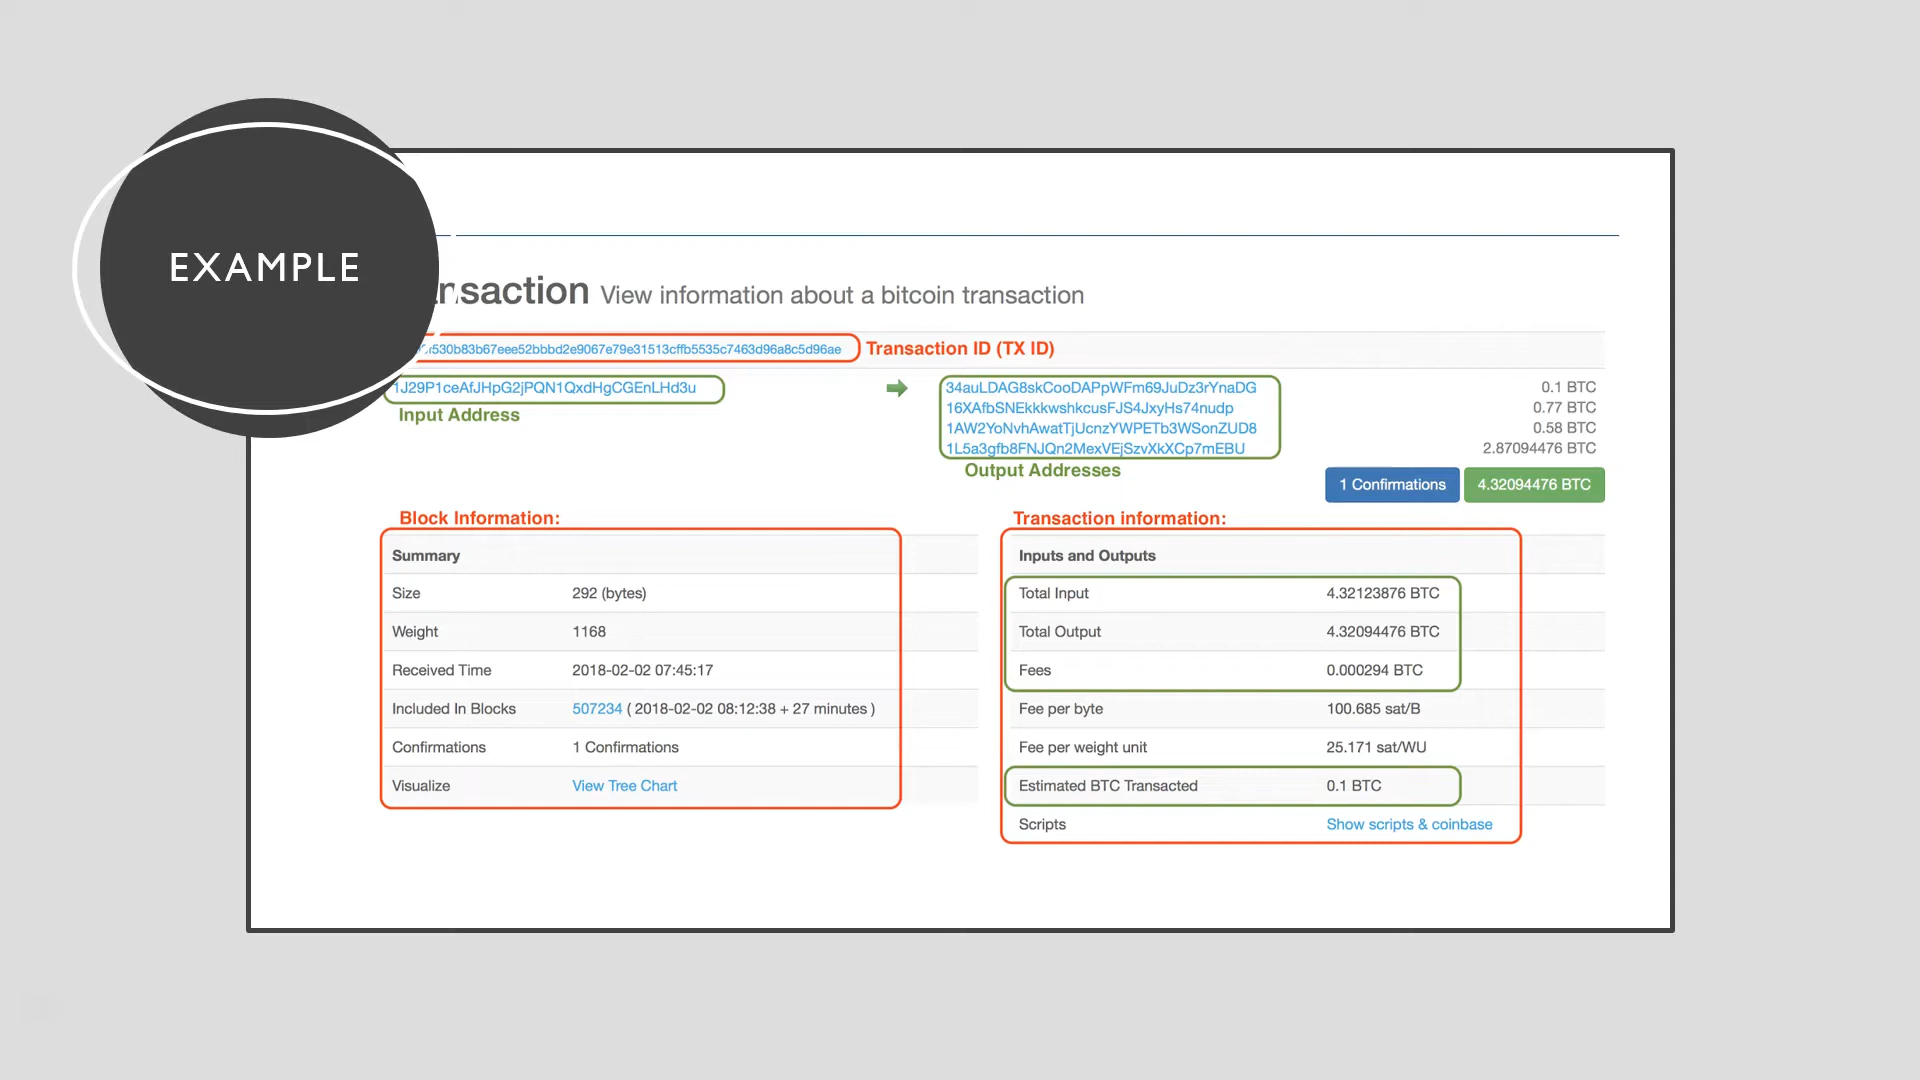 EXAMPLE
nsaction View information about a bitcoin transaction
530b83b67eee52bbbd2e9067e79e31513cffb5535c7463d96a8c5d96ae Transaction ID (TX ID)
1J29P1ceAfJHpG2jPQN1QxdHgCGEnLHd3u
Input Address
34auLDAG8skCooDAPpWFm69JuDz3rYnaDG 0.1 BTC
16XAfbSNEkkkwshkcusFJS4JxyHs74nudp 0.77 BTC
1AW2YoNvhAwatTjUcnzYWPETb3WSonZUD8 0.58 BTC
1L5a3gfb8FNJQn2MexVEjSzvXkXCp7mEBU 2.87094476 BTC
Output Addresses
1 Confirmations 4.32094476 BTC
Block Information:
Summary
Size 292 (bytes)
Weight 1168
Received Time 2018-02-02 07:45:17
Included In Blocks 507234 ( 2018-02-02 08:12:38 + 27 minutes )
Confirmations 1 Confirmations
Visualize View Tree Chart
Transaction information:
Inputs and Outputs
Total Input 4.32123876 BTC
Total Output 4.32094476 BTC
Fees 0.000294 BTC
Fee per byte 100.685 sat/B
Fee per weight unit 25.171 sat/WU
Estimated BTC Transacted 0.1 BTC
Scripts Show scripts & coinbase